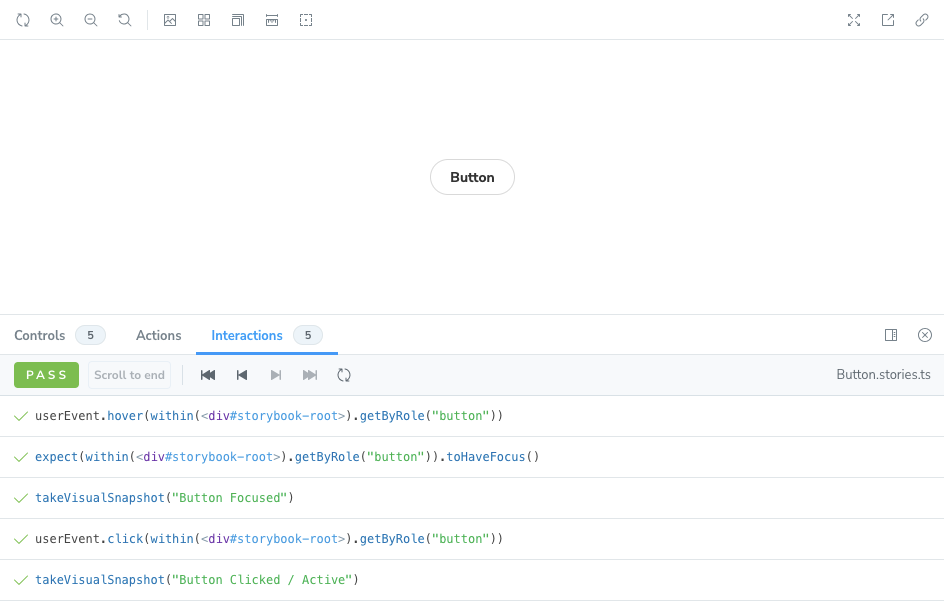 Button
Controls 5 Actions Interactions 5
PASS Scroll to end Button.stories.ts
userEvent.hover(within(<div#storybook-root>).getByRole("button"))
expect(within(<div#storybook-root>).getByRole("button")).toHaveFocus()
takeVisualSnapshot("Button Focused")
userEvent.click(within(<div#storybook-root>).getByRole("button"))
takeVisualSnapshot("Button Clicked / Active")